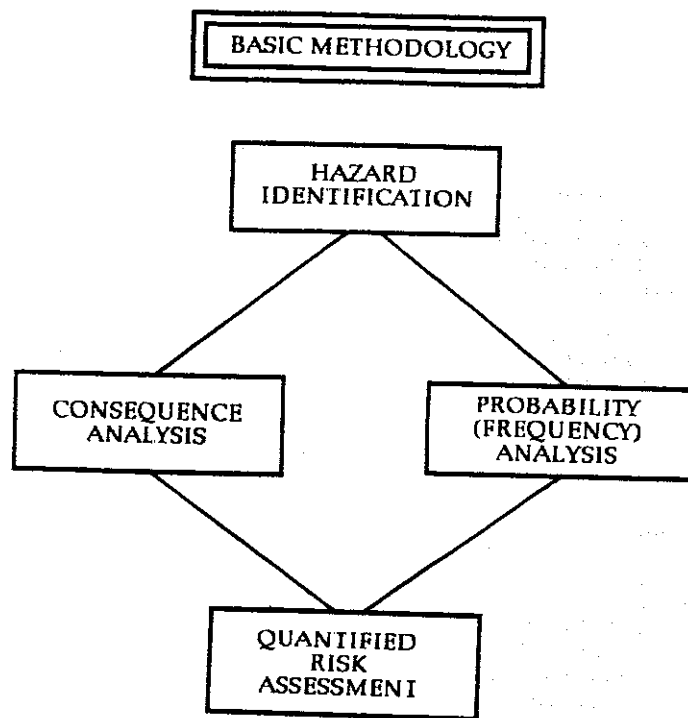 BASIC METHODOLOGY
HAZARD
IDENTIFICATION
CONSEQUENCE
ANALYSIS
PROBABILITY
(FREQUENCY)
ANALYSIS
QUANTIFIED
RISK
ASSESSMENT